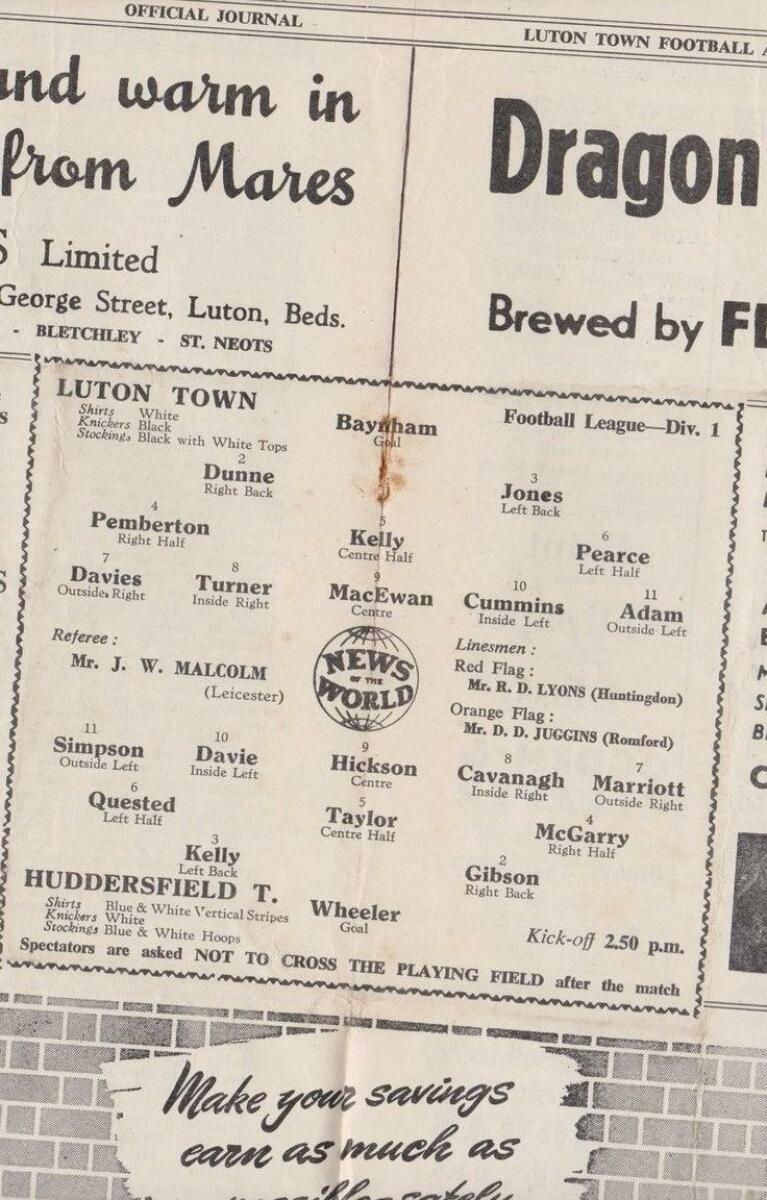 OFFICIAL JOURNAL
LUTON TOWN FOOTBALL
and warm in
from Mares
Limited
George Street, Luton, Beds.
- BLETCHLEY - ST. NEOTS
Dragon
Brewed by
LUTON TOWN
Shirts White
Knickers Black
Stockings Black with White Tops
Baynham
Goal
Football League—Div. 1
2
Dunne
Right Back
3
Jones
Left Back
4
Pemberton
Right Half
5
Kelly
Centre Half
6
Pearce
Left Half
7
Davies
Outside Right
8
Turner
Inside Right
9
MacEwan
Centre
10
Cummins
Inside Left
11
Adam
Outside Left
Referee :
Mr. J. W. MALCOLM
(Leicester)
NEWS
OF THE
WORLD
Linesmen :
Red Flag :
Mr. R. D. LYONS (Huntingdon)
Orange Flag :
Mr. D. D. JUGGINS (Romford)
11
Simpson
Outside Left
10
Davie
Inside Left
9
Hickson
Centre
8
Cavanagh
Inside Right
7
Marriott
Outside Right
6
Quested
Left Half
5
Taylor
Centre Half
4
McGarry
Right Half
3
Kelly
Left Back
2
Gibson
Right Back
HUDDERSFIELD T.
Shirts Blue & White Vertical Stripes
Knickers White
Stockings Blue & White Hoops
Wheeler
Goal
Kick-off 2.50 p.m.
Spectators are asked NOT TO CROSS THE PLAYING FIELD after the match
Make your savings
earn as much as